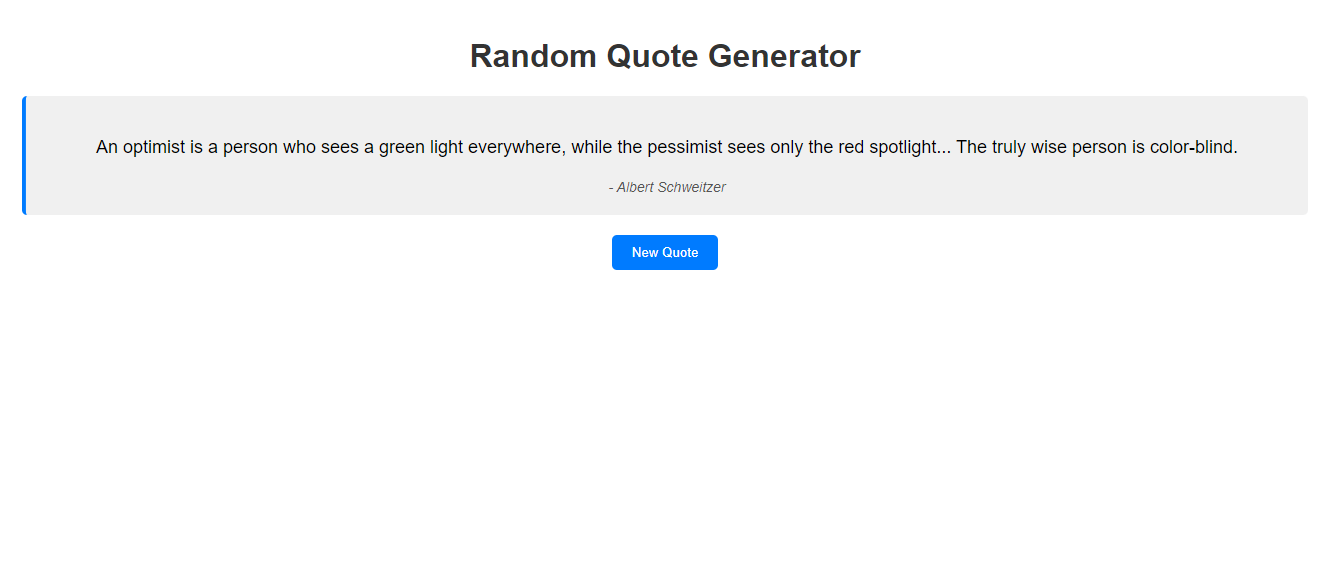 Random Quote Generator
An optimist is a person who sees a green light everywhere, while the pessimist sees only the red spotlight... The truly wise person is color-blind.
- Albert Schweitzer
New Quote